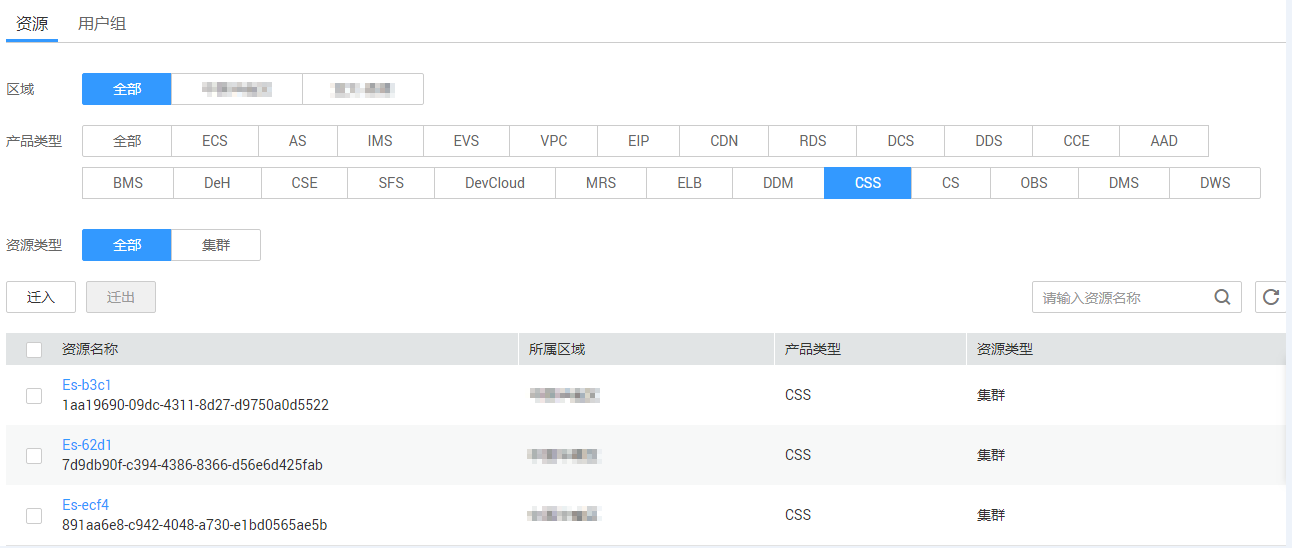 资源 用户组
区域 全部
产品类型 全部 ECS AS IMS EVS VPC EIP CDN RDS DCS DDS CCE AAD
BMS DeH CSE SFS DevCloud MRS ELB DDM CSS CS OBS DMS DWS
资源类型 全部 集群
迁入 迁出 请输入资源名称
资源名称 所属区域 产品类型 资源类型
Es-b3c1
1aa19690-09dc-4311-8d27-d9750a0d5522 CSS 集群
Es-62d1
7d9db90f-c394-4386-8366-d56e6d425fab CSS 集群
Es-ecf4
891aa6e8-c942-4048-a730-e1bd0565ae5b CSS 集群